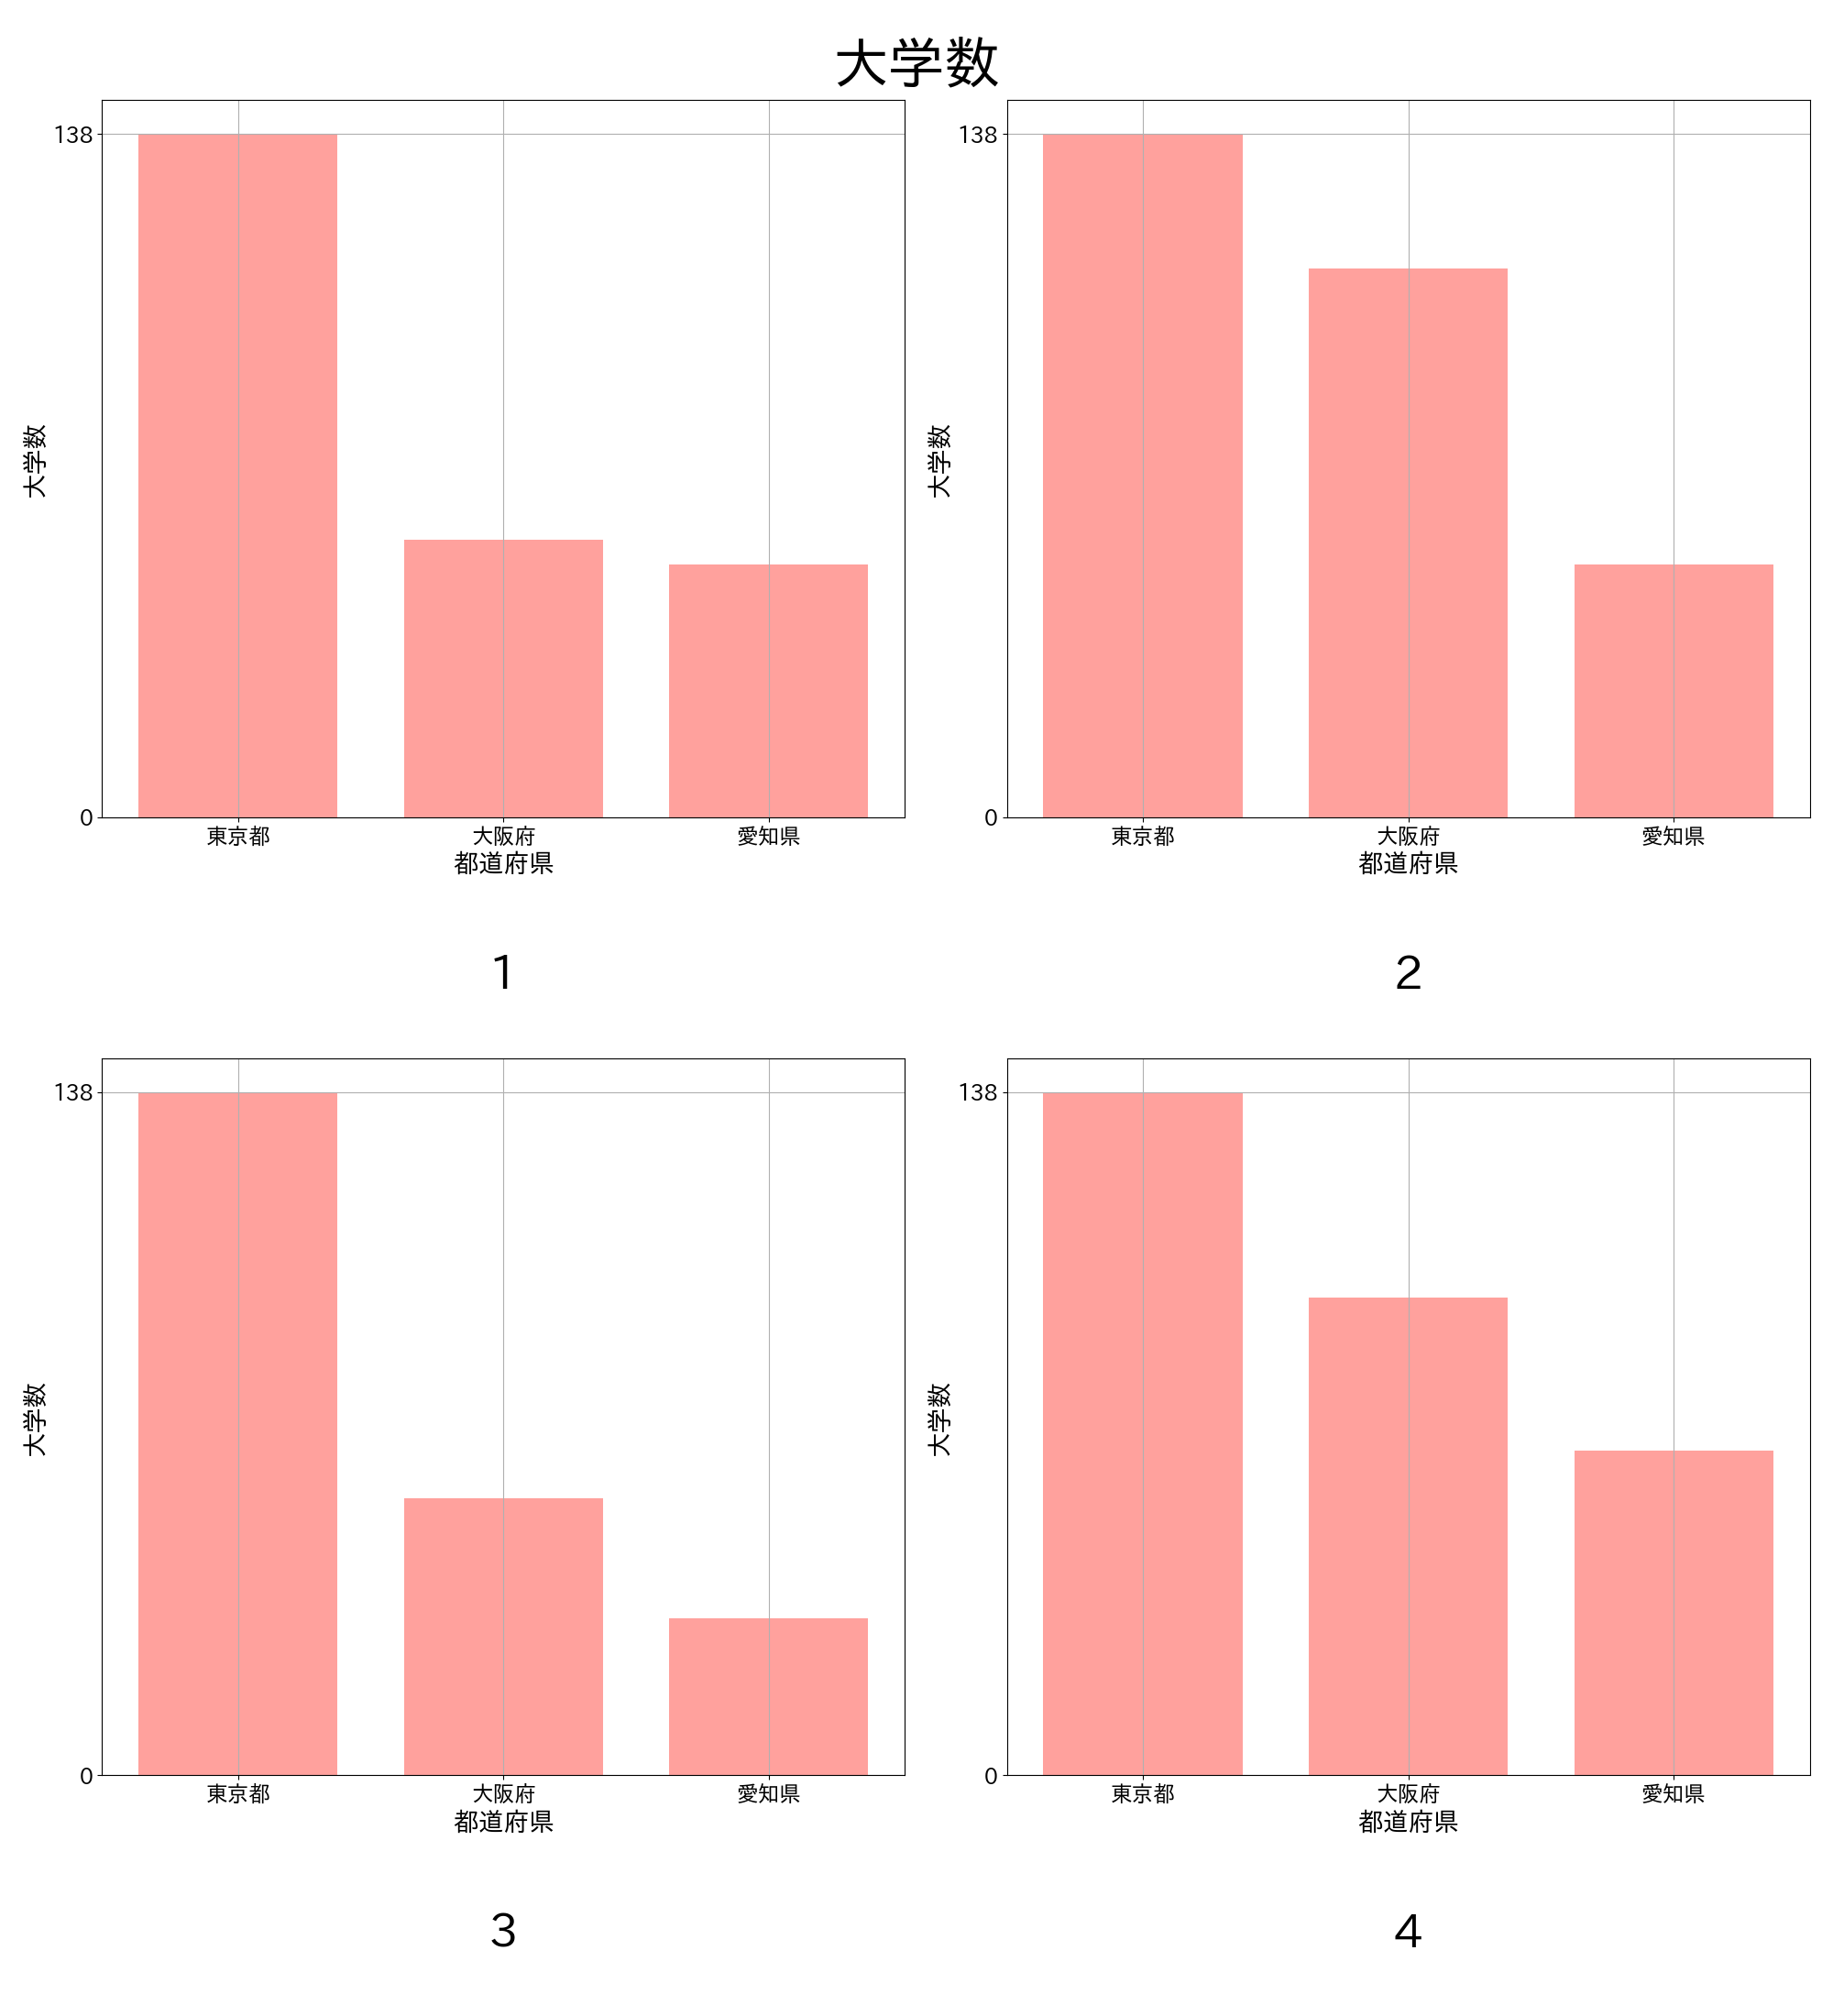 大学数
138
0
大学数
東京都 大阪府 愛知県
都道府県
1
138
0
大学数
東京都 大阪府 愛知県
都道府県
2
138
0
大学数
東京都 大阪府 愛知県
都道府県
3
138
0
大学数
東京都 大阪府 愛知県
都道府県
4